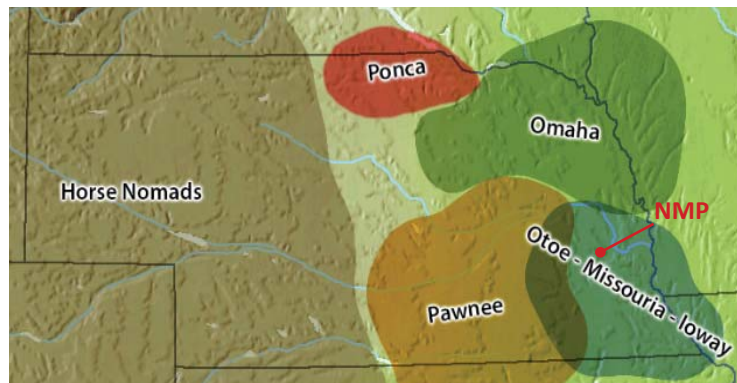 Ponca
Omaha
Horse Nomads
NMP
Otoe - Missouria - Ioway
Pawnee